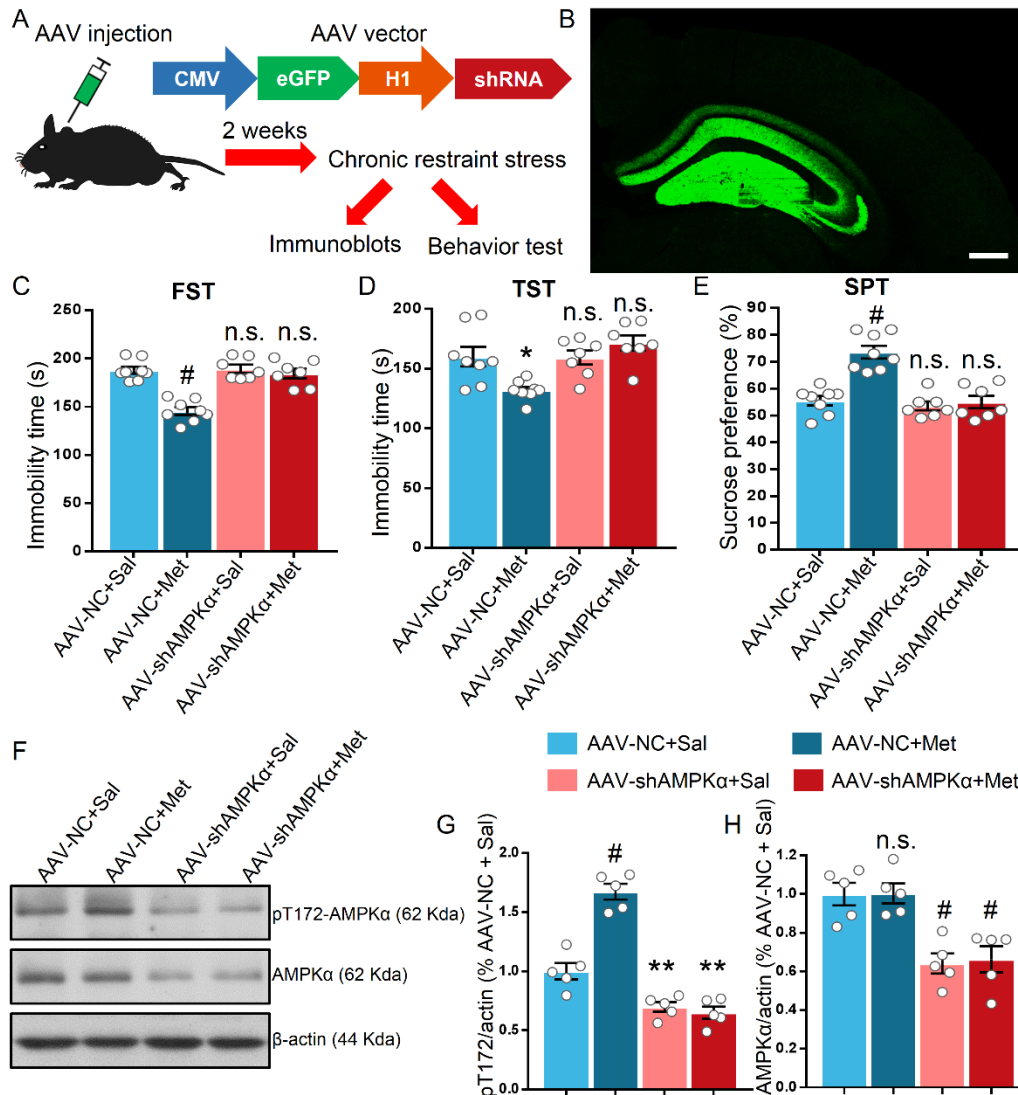 A
AAV injection
AAV vector
CMV
eGFP
H1
shRNA
2 weeks
Chronic restraint stress
Immunoblots
Behavior test
B
C
FST
Immobility time (s)
250
200
150
100
50
0
#
n.s.
n.s.
AAV-NC+Sal
AAV-NC+Met
AAV-shAMPKα+Sal
AAV-shAMPKα+Met
D
TST
Immobility time (s)
200
150
100
50
0
*
n.s.
n.s.
AAV-NC+Sal
AAV-NC+Met
AAV-shAMPKα+Sal
AAV-shAMPKα+Met
E
SPT
Sucrose preference (%)
90
80
70
60
50
40
30
20
10
0
#
n.s.
n.s.
AAV-NC+Sal
AAV-NC+Met
AAV-shAMPKα+Sal
AAV-shAMPKα+Met
F
AAV-NC+Sal
AAV-NC+Met
AAV-shAMPKα+Sal
AAV-shAMPKα+Met
pT172-AMPKα (62 Kda)
AMPKα (62 Kda)
β-actin (44 Kda)
AAV-NC+Sal
AAV-NC+Met
AAV-shAMPKα+Sal
AAV-shAMPKα+Met
G
pT172/actin (% AAV-NC + Sal)
2.0
1.5
1.0
0.5
0.0
#
**
**
H
AMPKα/actin (% AAV-NC + Sal)
1.2
1.0
0.8
0.6
0.4
0.2
0.0
n.s.
#
#